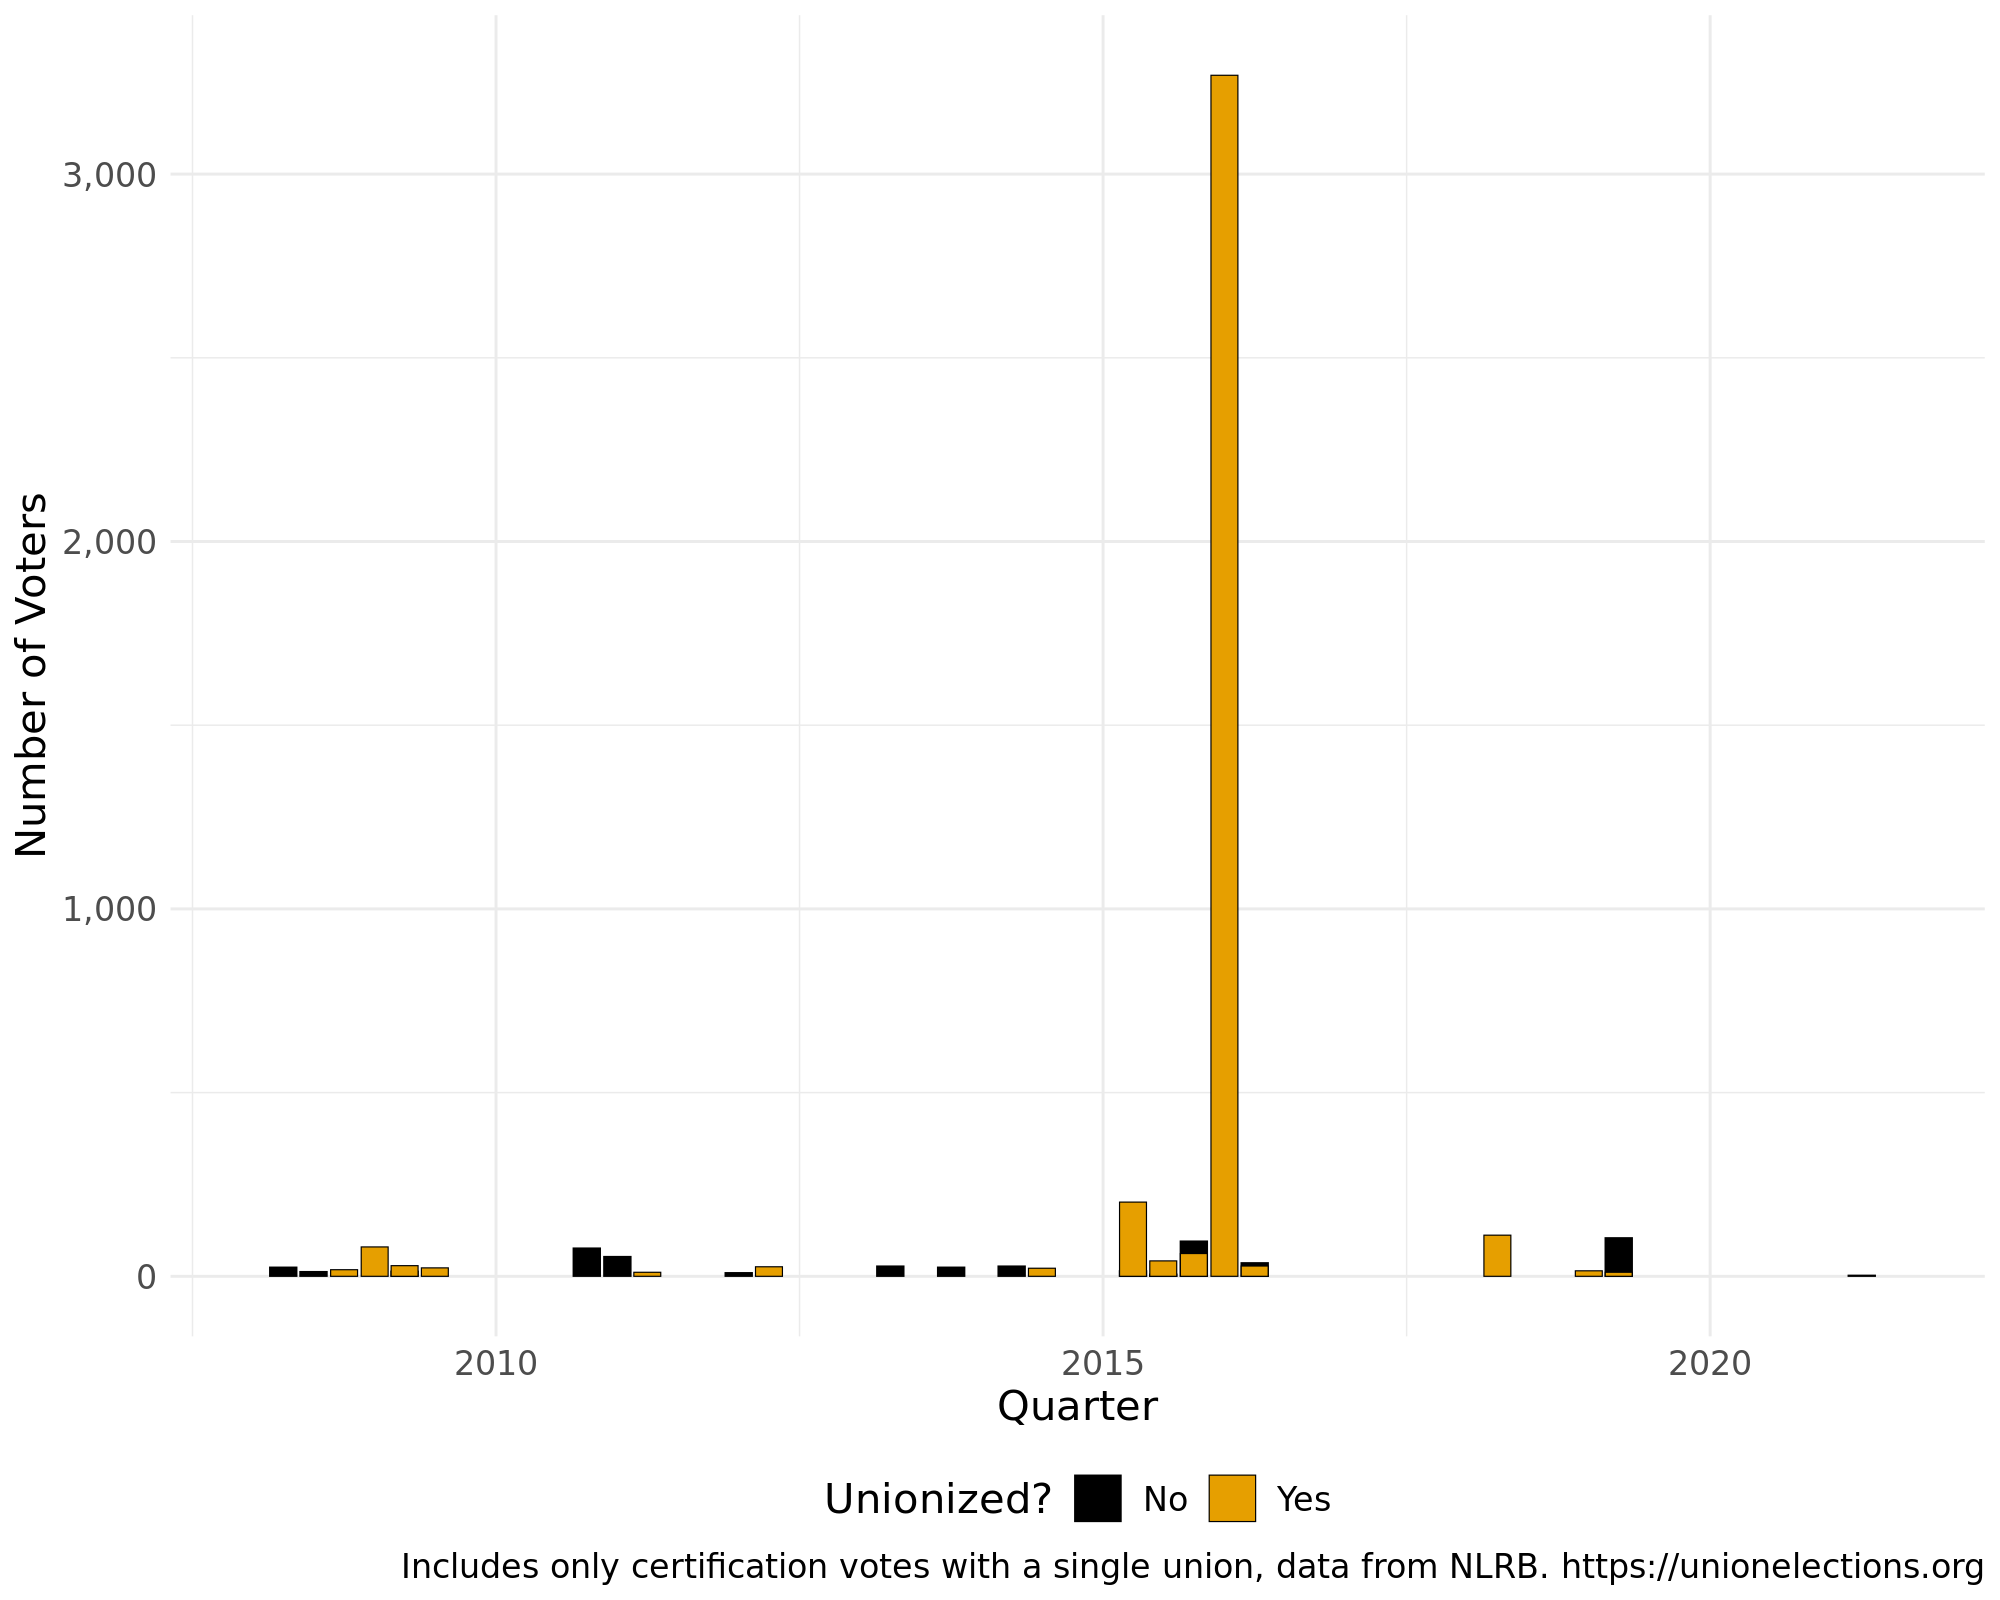 3,000
2,000
1,000
0
Number of Voters
2010 2015 2020
Quarter
Unionized? No Yes
Includes only certification votes with a single union, data from NLRB. https://unionelections.org